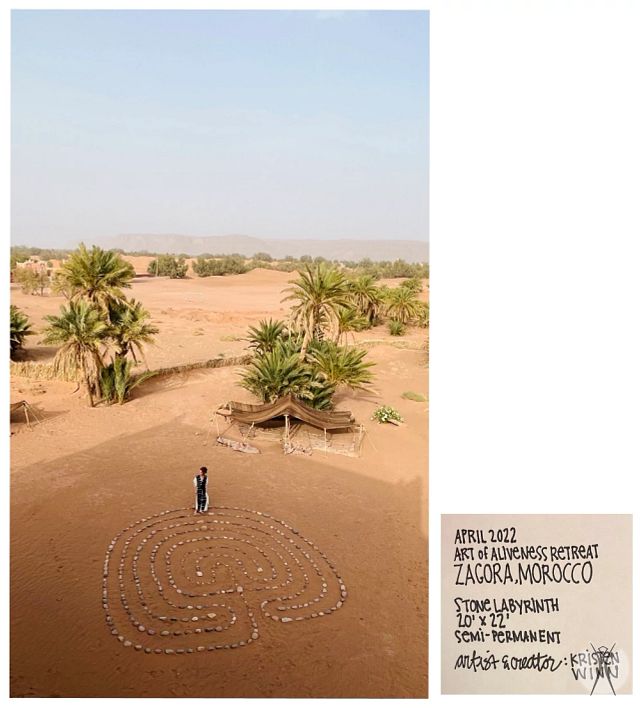 APRIL 2022
ART OF ALIVENESS RETREAT
ZAGORA, MOROCCO
STONE LABYRINTH
20' x 22'
SEMI-PERMANENT
artist & creator: KRISTEN
WINN